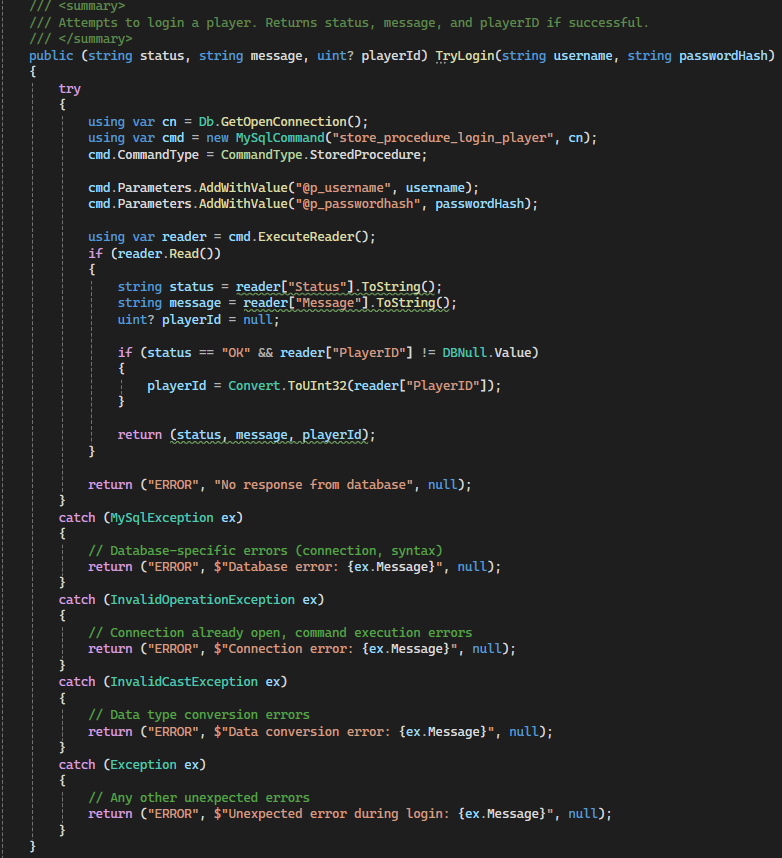 /// <summary>
/// Attempts to login a player. Returns status, message, and playerID if successful.
/// </summary>
public (string status, string message, uint? playerId) TryLogin(string username, string passwordHash)
{
    try
    {
        using var cn = Db.GetOpenConnection();
        using var cmd = new MySqlCommand("store_procedure_login_player", cn);
        cmd.CommandType = CommandType.StoredProcedure;

        cmd.Parameters.AddWithValue("@p_username", username);
        cmd.Parameters.AddWithValue("@p_passwordhash", passwordHash);

        using var reader = cmd.ExecuteReader();
        if (reader.Read())
        {
            string status = reader["Status"].ToString();
            string message = reader["Message"].ToString();
            uint? playerId = null;

            if (status == "OK" && reader["PlayerID"] != DBNull.Value)
            {
                playerId = Convert.ToUInt32(reader["PlayerID"]);
            }

            return (status, message, playerId);
        }

        return ("ERROR", "No response from database", null);
    }
    catch (MySqlException ex)
    {
        // Database-specific errors (connection, syntax)
        return ("ERROR", $"Database error: {ex.Message}", null);
    }
    catch (InvalidOperationException ex)
    {
        // Connection already open, command execution errors
        return ("ERROR", $"Connection error: {ex.Message}", null);
    }
    catch (InvalidCastException ex)
    {
        // Data type conversion errors
        return ("ERROR", $"Data conversion error: {ex.Message}", null);
    }
    catch (Exception ex)
    {
        // Any other unexpected errors
        return ("ERROR", $"Unexpected error during login: {ex.Message}", null);
    }
}